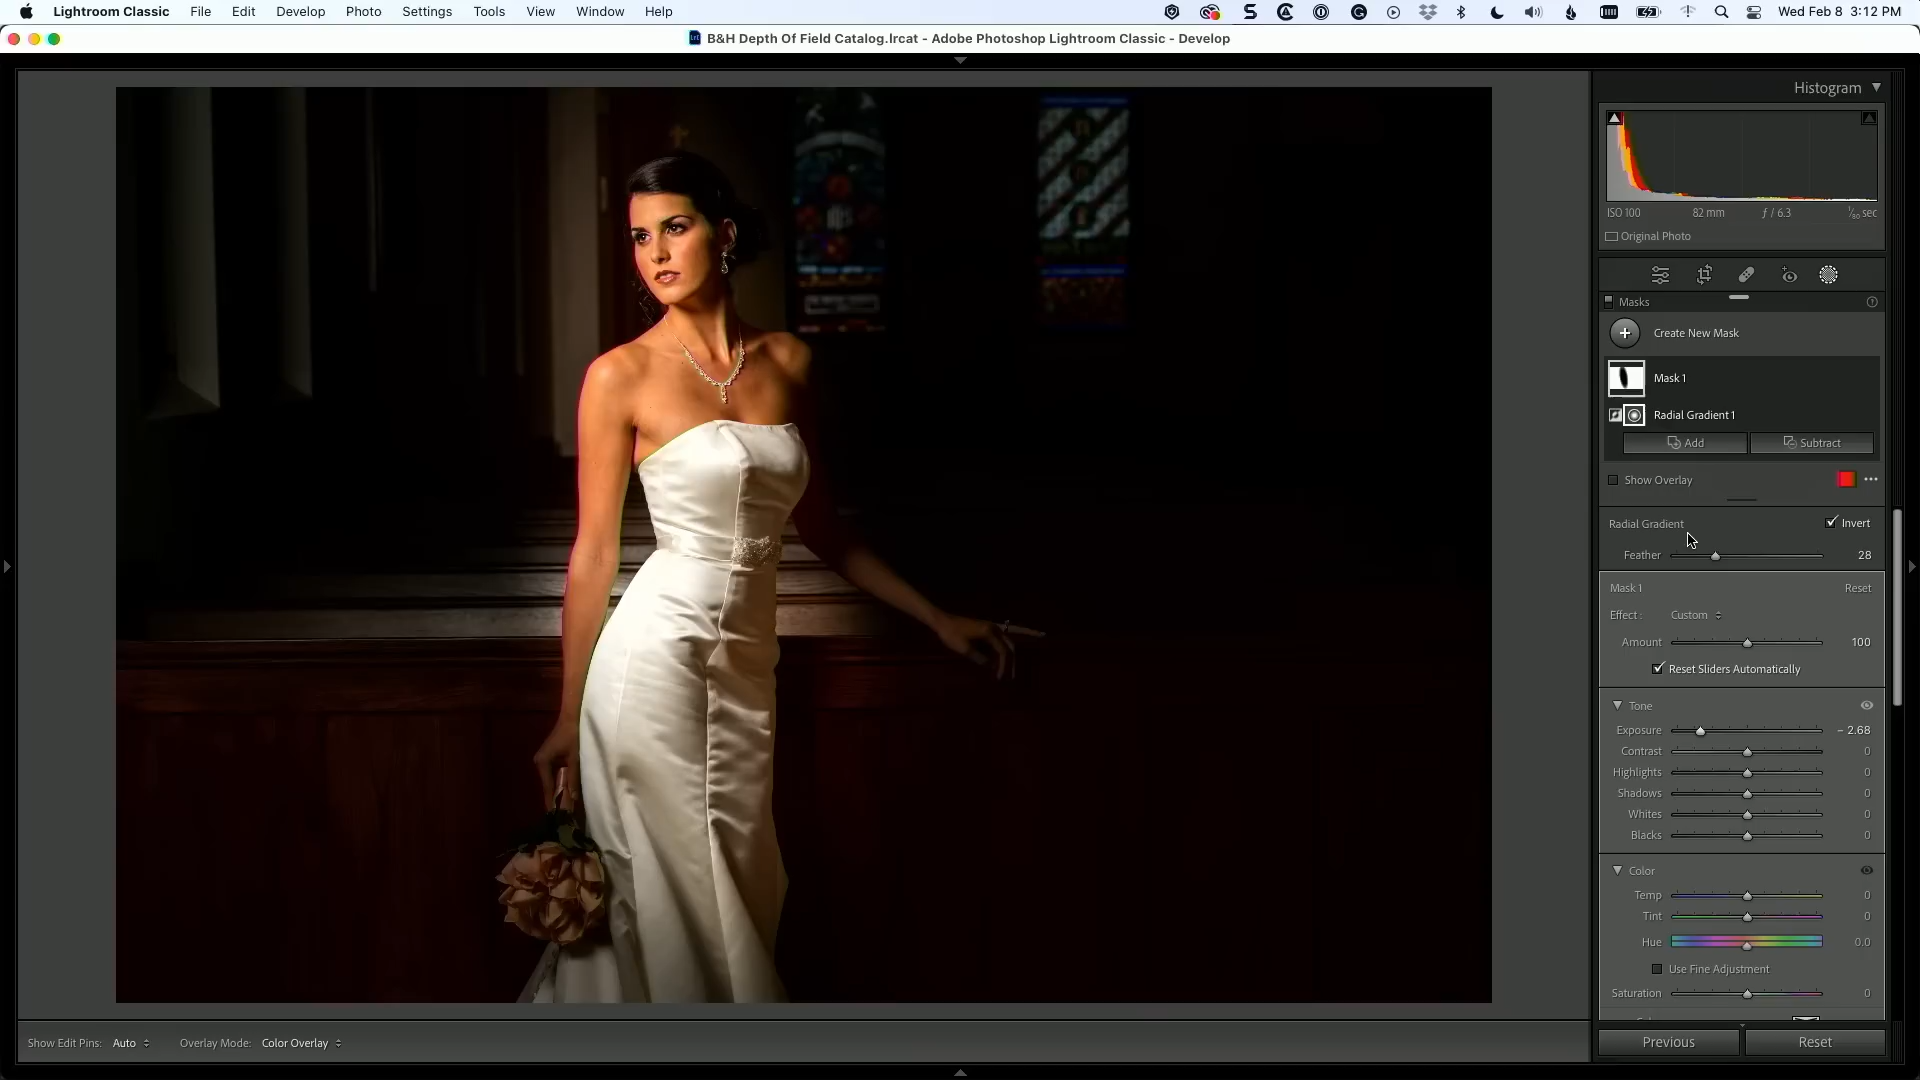 Lightroom Classic File Edit Develop Photo Settings Tools View Window Help Wed Feb 8 3:12 PM
B&H Depth Of Field Catalog.lrcat - Adobe Photoshop Lightroom Classic - Develop
Histogram
ISO 100 82 mm ƒ / 6.3 1/80 sec
Original Photo
Masks
Create New Mask
Mask 1
Radial Gradient 1
Add Subtract
Show Overlay
Radial Gradient Invert
Feather 28
Mask 1 Reset
Effect : Custom
Amount 100
Reset Sliders Automatically
Tone
Exposure – 2.68
Contrast 0
Highlights 0
Shadows 0
Whites 0
Blacks 0
Color
Temp 0
Tint 0
Hue 0.0
Use Fine Adjustment
Saturation 0
Show Edit Pins: Auto Overlay Mode: Color Overlay
Previous Reset